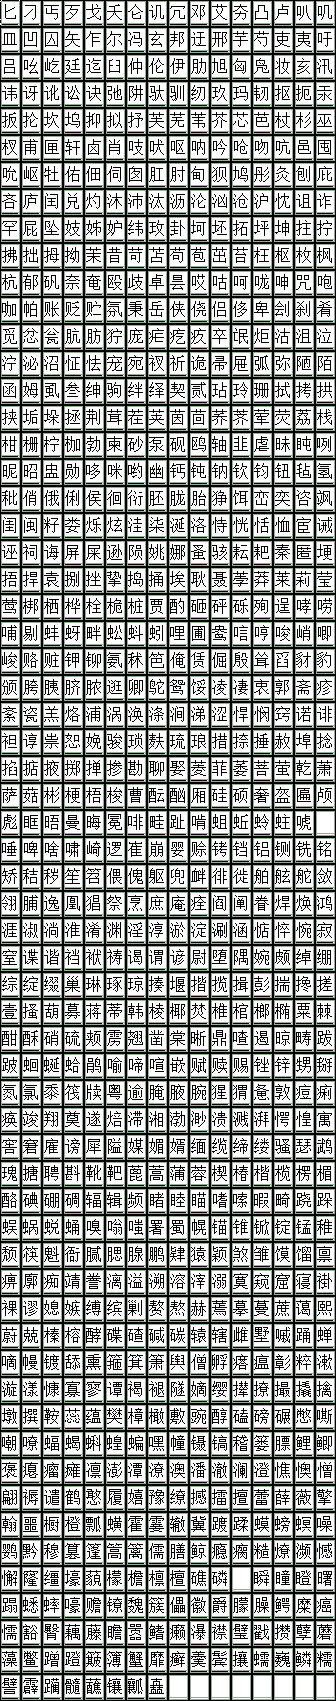 匕刁丐歹戈夭仑讥冗邓艾夯凸卢叭叽
皿凹囚矢乍尔冯玄邦迂邢芋芍吏夷吁
吕吆屹廷迄臼仲伦伊肋旭匈凫妆亥汛
讳讶讹讼诀弛阱驮驯纫玖玛韧抠扼汞
扳抡坎坞抑拟抒芙芜苇芥芯芭杖杉巫
杈甫匣轩卤肖吱吠呕呐吟呛吻吭邑囤
吮岖牡佑佃伺囱肛肘甸狈鸠彤灸刨庇
吝庐闰兑灼沐沛汰沥沦汹沧沪忱诅诈
罕屁坠妓姊妒纬玫卦坷坯拓坪坤拄拧
拂拙拇拗茉昔苛苫苟苞茁苔枉枢枚枫
杭郁矾奈奄殴歧卓昙哎咕呵咙呻咒咆
咖帕账贬贮氛秉岳侠侥侣侈卑刽刹肴
觅忿瓮肮肪狞庞疟疙疚卒氓炬沽沮泣
泞泌沼怔怯宠宛衩祈诡帚屉弧弥陋陌
函姆虱叁绅驹绊绎契贰玷玲珊拭拷拱
挟垢垛拯荆茸茬荚茵茴荞荠荤荧荔栈
柑栅柠枷勃柬砂泵砚鸥轴韭虐昧盹咧
昵昭盅勋哆咪哟幽钙钝钠钦钧钮毡氢
秕俏俄俐侯徊衍胚胧胎狰饵峦奕咨飒
闺闽籽娄烁炫洼柒涎洛恃恍恬恤宦诫
诬祠诲屏屎逊陨姚娜蚤骇耘耙秦匿埂
捂捍袁捌挫挚捣捅埃耿聂荸莽莱莉莹
莺梆栖桦栓桅桩贾酌砸砰砾殉逞哮唠
哺剔蚌蚜畔蚣蚪蚓哩圃鸯唁哼唆峭唧
峻赂赃钾铆氨秫笆俺赁倔殷耸舀豺豹
颁胯胰脐脓逛卿鸵鸳馁凌凄衷郭斋疹
紊瓷羔烙浦涡涣涤涧涕涩悍悯窍诺诽
袒谆祟恕娩骏琐麸琉琅措捺捶赦埠捻
掐掂掖掷掸掺勘聊娶菱菲萎菩萤乾萧
萨菇彬梗梧梭曹酝酗厢硅硕奢盔匾颅
彪眶晤曼晦冕啡畦趾啃蛆蚯蛉蛀唬
唾啤啥啸崎逻崔崩婴赊铐铛铝铡铣铭
矫秸秽笙笤偎傀躯兜衅徘徙舶舷舵敛
翎脯逸凰猖祭烹庶庵痊阎阐眷焊焕鸿
涯淑淌淮淆渊淫淳淤淀涮涵惦悴惋寂
窒谍谐裆袱祷谒谓谚尉堕隅婉颇绰绷
综绽缀巢琳琢琼揍堰揩揽揖彭揣搀搓
壹搔葫募蒋蒂韩棱椰焚椎棺榔椭粟棘
酣酥硝硫颊雳翘凿棠晰鼎喳遏晾畴跋
跛蛔蜒蛤鹃喻啼喧嵌赋赎赐锉锌甥掰
氮氯黍筏牍粤逾腌腋腕猩猬惫敦痘痢
痪竣翔奠遂焙滞湘渤渺溃溅湃愕惶寓
窖窘雇谤犀隘媒媚婿缅缆缔缕骚瑟鹉
瑰搪聘斟靴靶蓖蒿蒲蓉楔椿楷榄楞楣
酪碘硼碉辐辑频睹睦瞄嗜嗦暇畸跷跺
蜈蜗蜕蛹嗅嗡嗤署蜀幌锚锥锨锭锰稚
颓筷魁衙腻腮腺鹏肄猿颖煞雏馍馏禀
痹廓痴靖誊漓溢溯溶滓溺寞窥窟寝褂
裸谬媳嫉缚缤剿赘熬赫蔫摹蔓蔗蔼熙
蔚兢榛榕酵碟碴碱碳辕辖雌墅嘁踊蝉
嘀幔镀舔熏箍箕箫舆僧孵瘩瘟彰粹漱
漩漾慷寡寥谭褐褪隧嫡缨撵撩撮撬擒
墩撰鞍蕊蕴樊樟橄敷豌醇磕磅碾憋嘶
嘲嘹蝠蝎蝌蝗蝙嘿幢镊镐稽篓膘鲤鲫
褒瘪瘤瘫凛澎潭潦澳潘澈澜澄憔懊憎
翩褥谴鹤憨履嬉豫缭撼擂擅蕾薛薇擎
翰噩橱橙瓢蟥霍霎辙冀踱蹂蟆螃螟噪
鹦黔穆篡篷篙篱儒膳鲸瘾瘸糙燎濒憾
懈窿缰壕藐檬檐檩檀礁磷瞬瞳瞪曙
蹋蟋蟀嚎赡镣魏簇儡徽爵朦臊鳄糜癌
懦豁臀藕藤瞻嚣鳍癞瀑襟璧戳攒孽蘑
藻鳖蹭蹬簸簿蟹靡癣羹鬓攘蠕巍鳞糯
譬霹躏髓蘸镶瓤矗